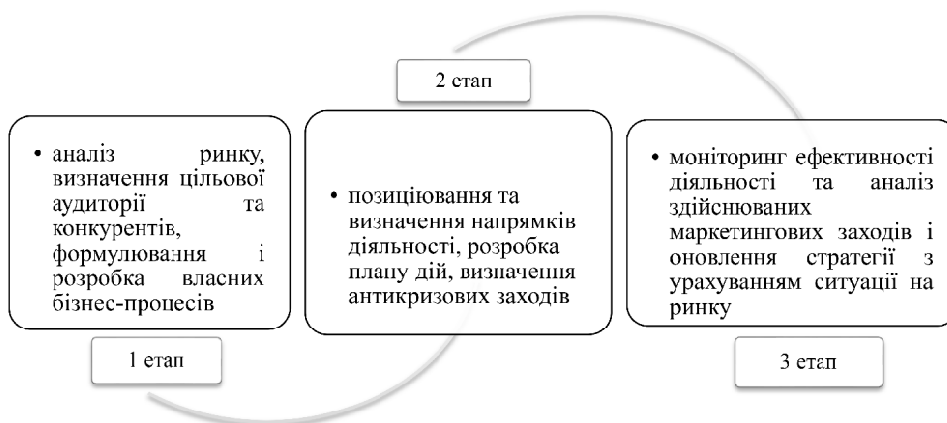 • аналіз ринку,
визначення цільової
аудиторії та
конкурентів,
формулювання і
розробка власних
бізнес-процесів
1 етап
2 етап
• позиціювання та
визначення напрямків
діяльності, розробка
плану дій, визначення
антикризових заходів
• моніторинг ефективності
діяльності та аналіз
здійснюваних
маркетингових заходів і
оновлення стратегії з
урахуванням ситуації на
ринку
3 етап